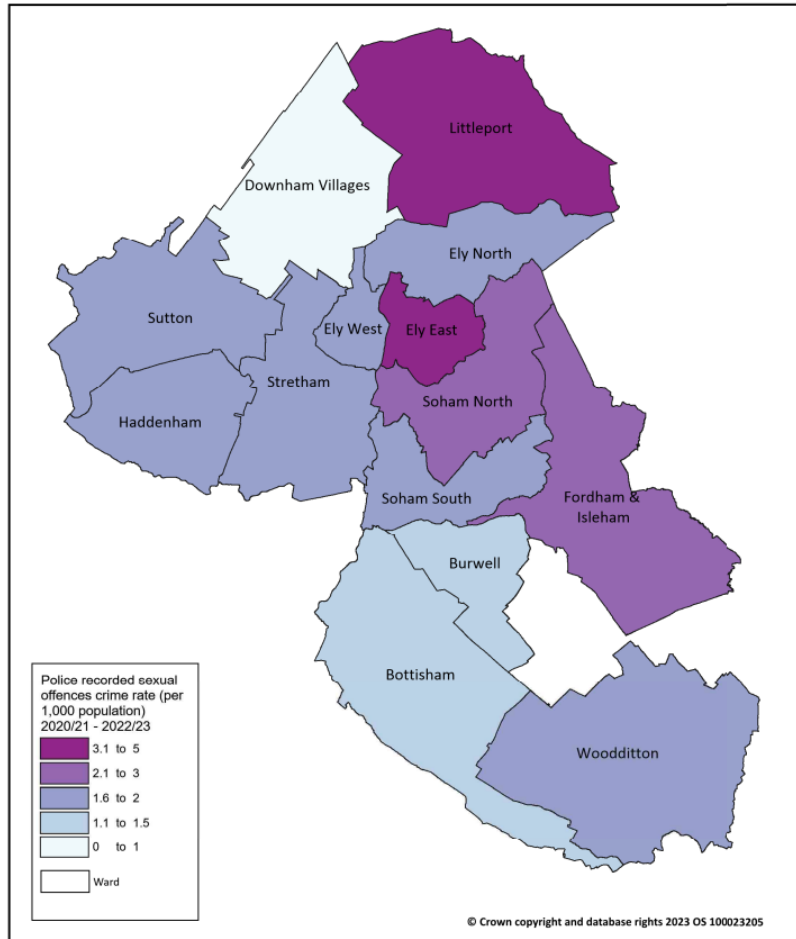 Littleport
Downham Villages
Ely North
Sutton
Ely West
Ely East
Stretham
Haddenham
Soham North
Soham South
Fordham &
Isleham
Burwell
Bottisham
Woodditton
Police recorded sexual
offences crime rate (per
1,000 population)
2020/21 - 2022/23
3.1 to 5
2.1 to 3
1.6 to 2
1.1 to 1.5
0 to 1
Ward
© Crown copyright and database rights 2023 OS 100023205